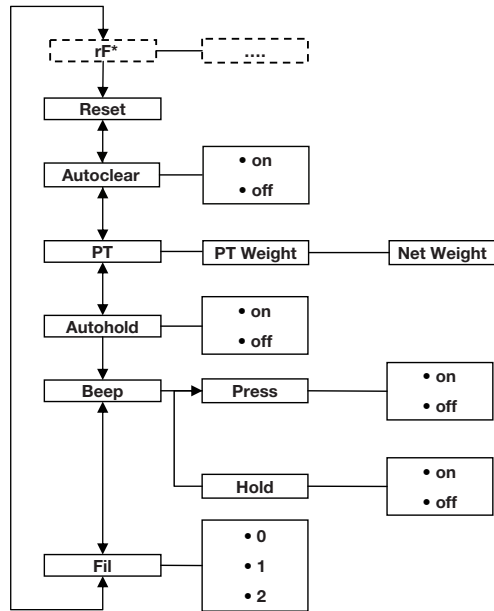 rF*
....
Reset
Autoclear
• on
• off
PT
PT Weight
Net Weight
Autohold
• on
• off
Beep
Press
• on
• off
Hold
• on
• off
Fil
• 0
• 1
• 2